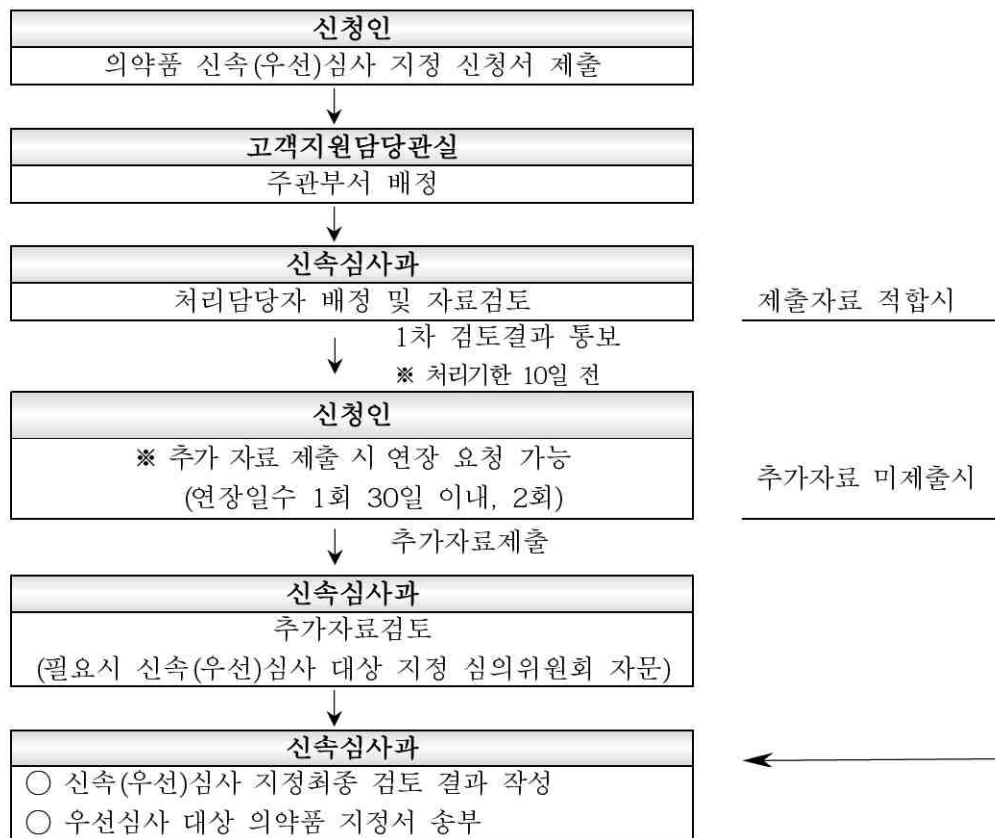 신청인
의약품 신속(우선)심사 지정 신청서 제출
고객지원담당관실
주관부서 배정
신속심사과
처리담당자 배정 및 자료검토
제출자료 적합시
1차 검토결과 통보
※ 처리기한 10일 전
신청인
※ 추가 자료 제출 시 연장 요청 가능
(연장일수 1회 30일 이내, 2회)
추가자료 미제출시
추가자료제출
신속심사과
추가자료검토
(필요시 신속(우선)심사 대상 지정 심의위원회 자문)
신속심사과
○ 신속(우선)심사 지정최종 검토 결과 작성
○ 우선심사 대상 의약품 지정서 송부